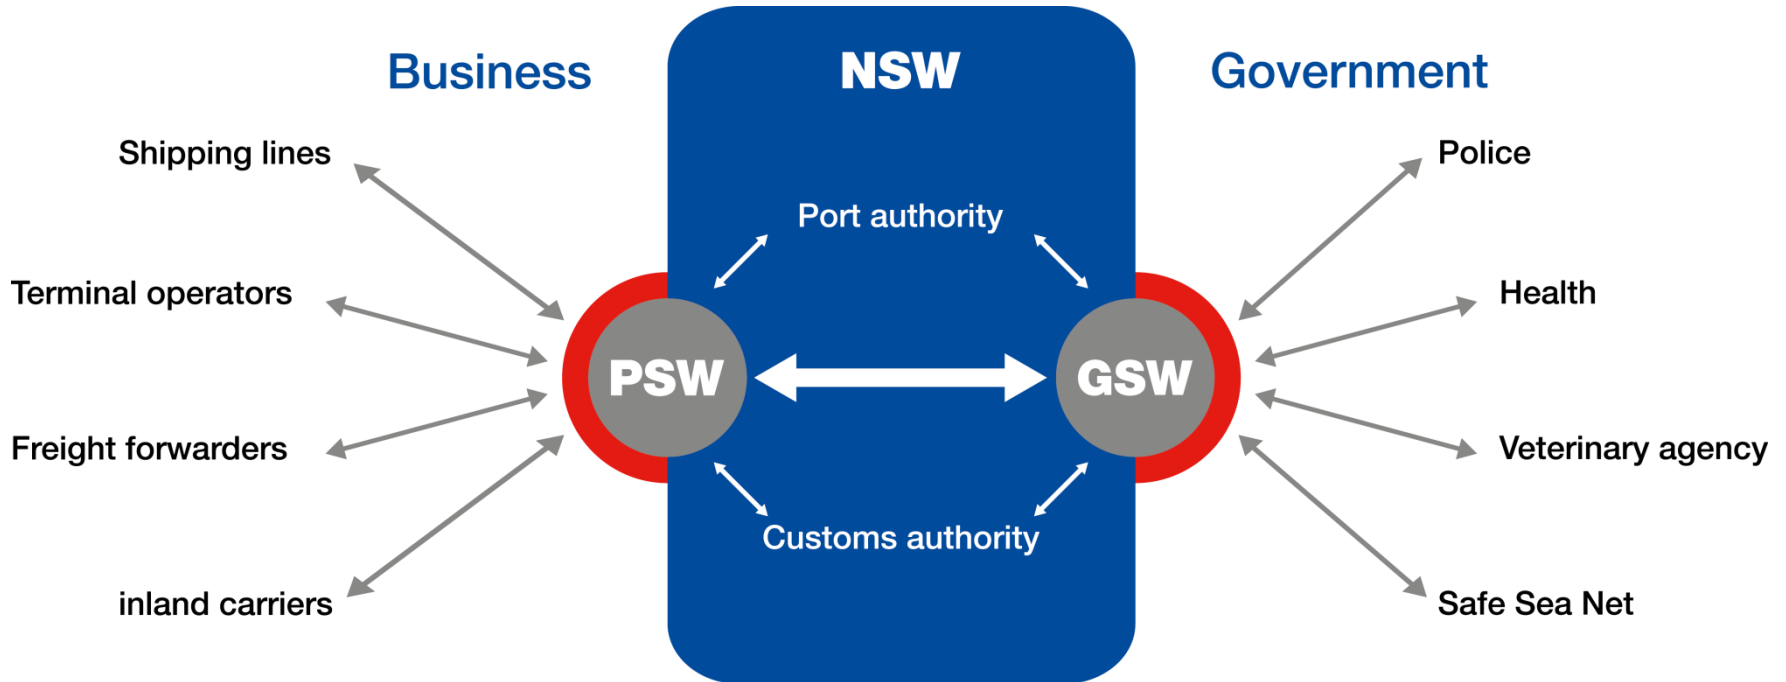 Business
NSW
Government
Shipping lines
Police
Port authority
Terminal operators
Health
PSW
GSW
Freight forwarders
Veterinary agency
Customs authority
inland carriers
Safe Sea Net